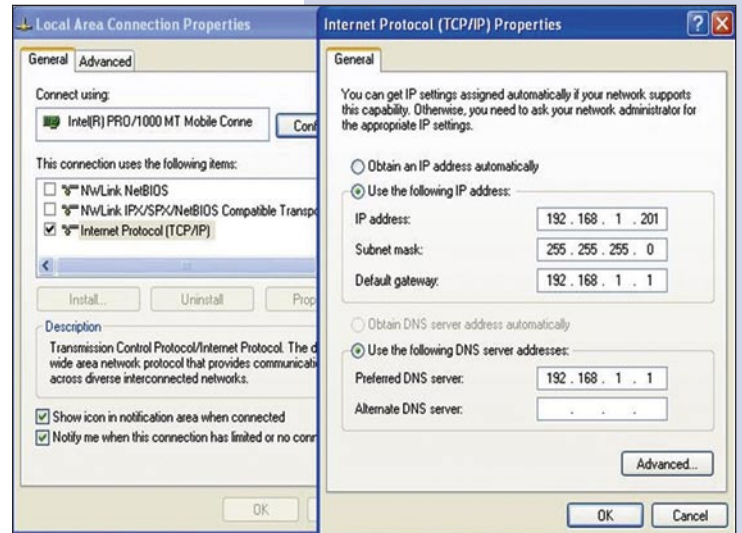 Local Area Connection Properties
General Advanced
Connect using:
Intel(R) PRO/1000 MT Mobile Conne
This connection uses the following items:
NWLink NetBIOS
NWLink IPX/SPX/NetBIOS Compatible Transpo
Internet Protocol (TCP/IP)
Install... Uninstall
Description
Transmission Control Protocol/Internet Protocol. The d
wide area network protocol that provides communicati
across diverse interconnected networks.
Show icon in notification area when connected
Notify me when this connection has limited or no conn
OK
Internet Protocol (TCP/IP) Properties
General
You can get IP settings assigned automatically if your network supports
this capability. Otherwise, you need to ask your network administrator for
the appropriate IP settings.
Obtain an IP address automatically
Use the following IP address:
IP address: 192 . 168 . 1 . 201
Subnet mask: 255 . 255 . 255 . 0
Default gateway: 192 . 168 . 1 . 1
Obtain DNS server address automatically
Use the following DNS server addresses:
Preferred DNS server: 192 . 168 . 1 . 1
Alternate DNS server: . . .
Advanced...
OK Cancel